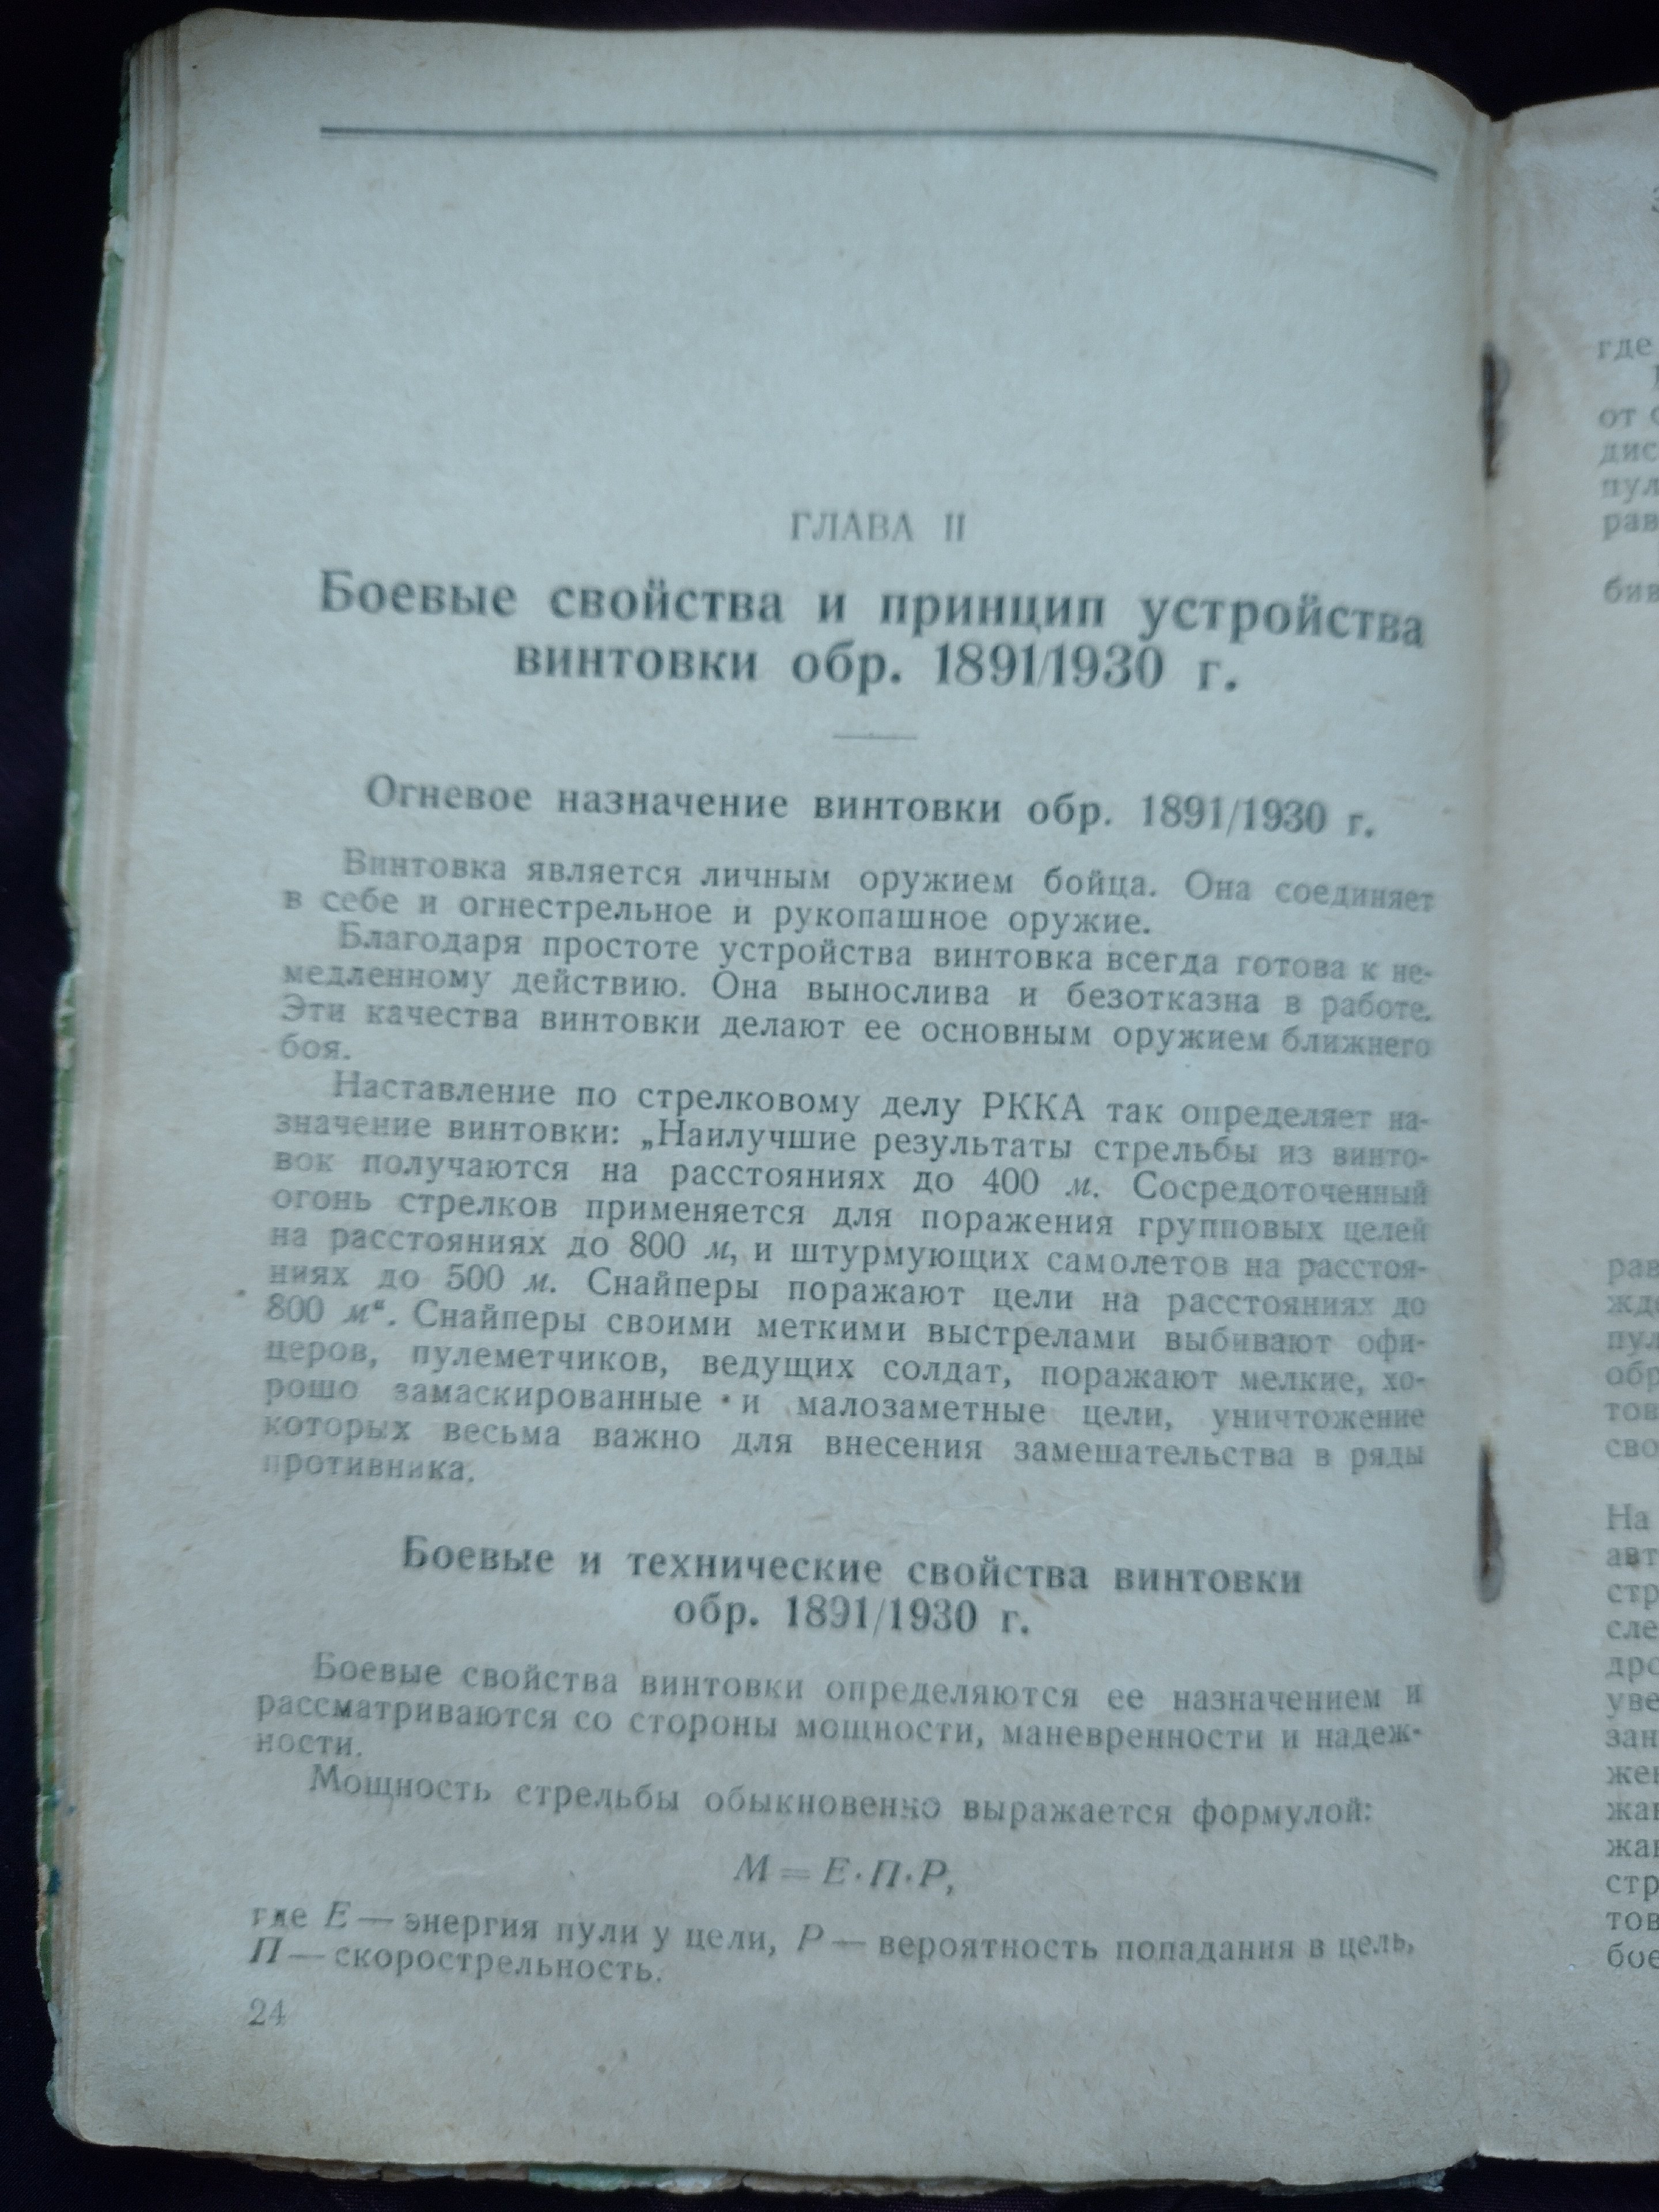 ГЛАВА II
Боевые свойства и принцип устройства
винтовки обр. 1891/1930 г.
Огневое назначение винтовки обр. 1891/1930 г.
Винтовка является личным оружием бойца. Она соединяет
в себе и огнестрельное и рукопашное оружие.
Благодаря простоте устройства винтовка всегда готова к не-
медленному действию. Она вынослива и безотказна в работе.
Эти качества винтовки делают ее основным оружием ближнего
боя.
Наставление по стрелковому делу РККА так определяет на-
значение винтовки: „Наилучшие результаты стрельбы из винто-
вок получаются на расстояниях до 400 м. Сосредоточенный
огонь стрелков применяется для поражения групповых целей
на расстояниях до 800 м, и штурмующих самолетов на расстоя-
ниях до 500 м. Снайперы поражают цели на расстояниях до
800 м“. Снайперы своими меткими выстрелами выбивают офи-
церов, пулеметчиков, ведущих солдат, поражают мелкие, хо-
рошо замаскированные и малозаметные цели, уничтожение
которых весьма важно для внесения замешательства в ряды
противника.
Боевые и технические свойства винтовки
обр. 1891/1930 г.
Боевые свойства винтовки определяются ее назначением и
рассматриваются со стороны мощности, маневренности и надеж-
ности.
Мощность стрельбы обыкновенно выражается формулой:
M = E·П·P,
где E — энергия пули у цели, P — вероятность попадания в цель,
П — скорострельность.
24
где
от
дис
пул
рав
бив
рав
жде
пул
обр
тов
сво
На
авт
стр
сле
дро
уве
зан
жен
жан
жан
стр
тов
бое